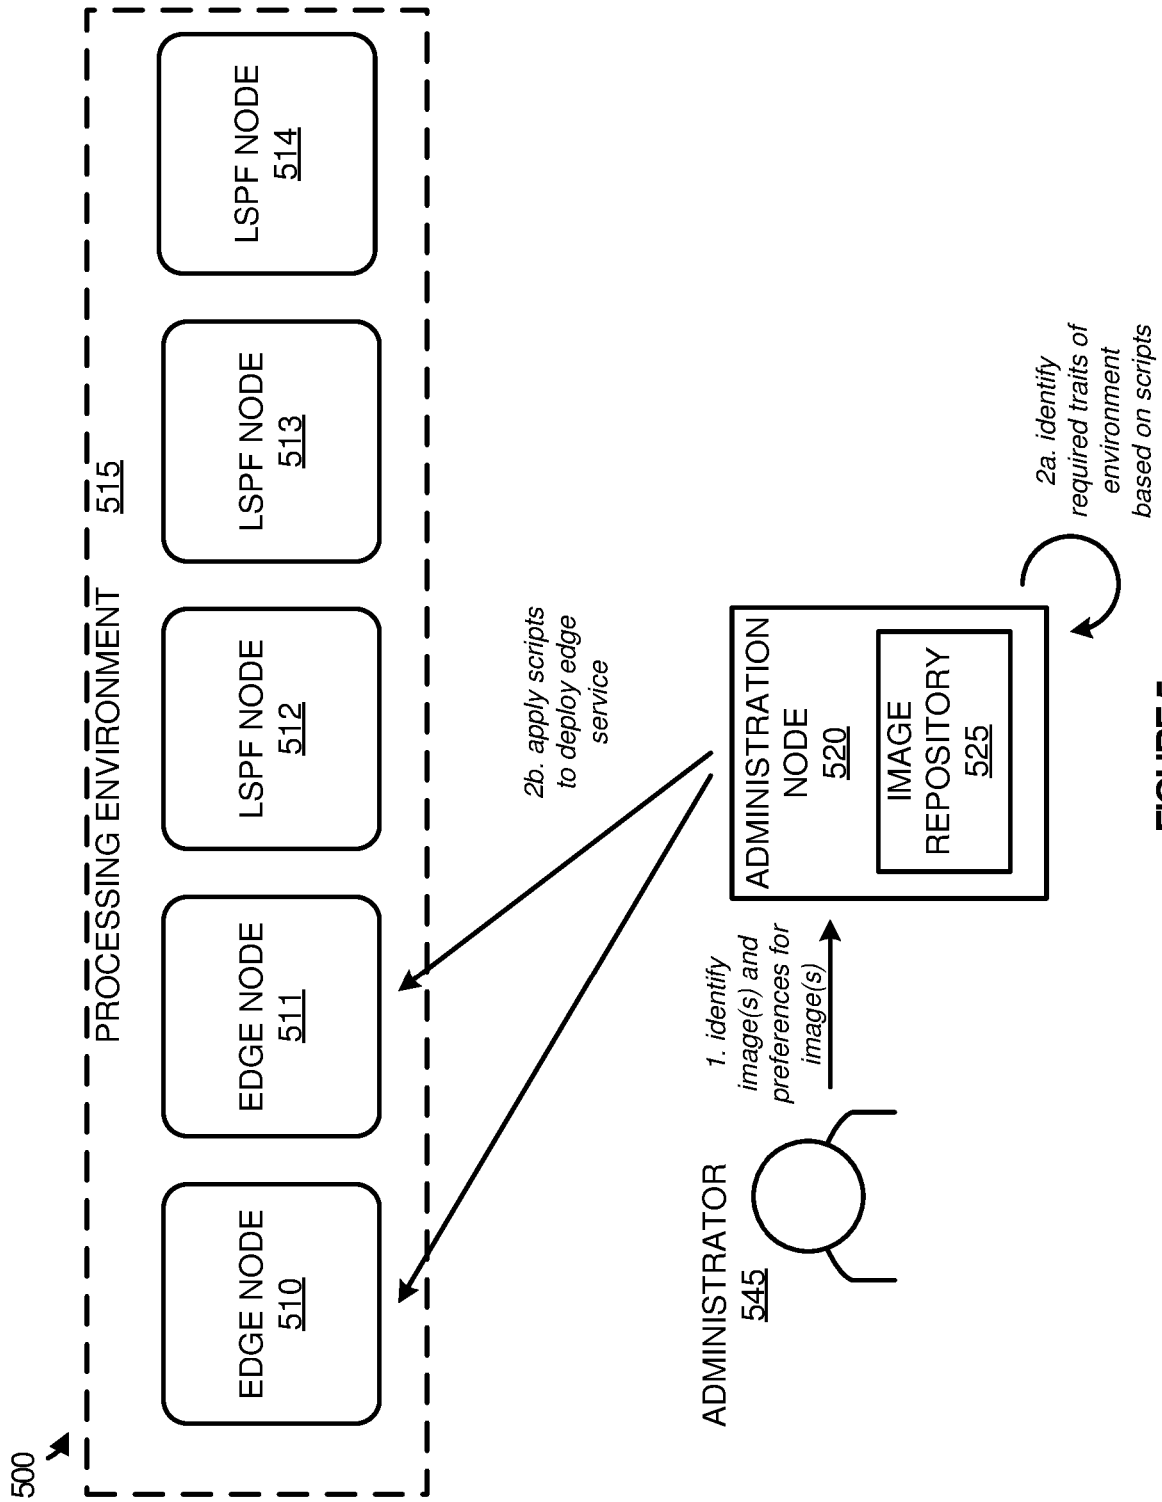 500
PROCESSING ENVIRONMENT
515
EDGE NODE
510
EDGE NODE
511
LSPF NODE
512
LSPF NODE
513
LSPF NODE
514
2b. apply scripts
to deploy edge
service
ADMINISTRATOR
545
1. identify
image(s) and
preferences for
image(s)
ADMINISTRATION
NODE
520
IMAGE
REPOSITORY
525
2a. identify
required traits of
environment
based on scripts